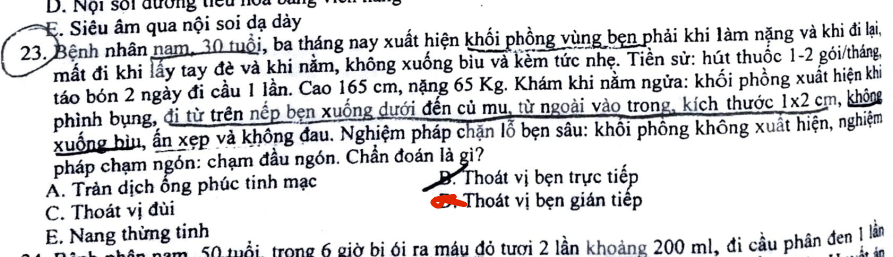 D. Nội soi đường tiêu hóa bằng viên nang
E. Siêu âm qua nội soi dạ dày
23. Bệnh nhân nam, 30 tuổi, ba tháng nay xuất hiện khối phồng vùng bẹn phải khi làm nặng và khi đi lại,
mất đi khi lấy tay đè và khi nằm, không xuống bìu và kèm tức nhẹ. Tiền sử: hút thuốc 1-2 gói/tháng,
táo bón 2 ngày đi cầu 1 lần. Cao 165 cm, nặng 65 Kg. Khám khi nằm ngửa: khối phồng xuất hiện khi
phình bụng, đi từ trên nếp bẹn xuống dưới đến củ mu, từ ngoài vào trong, kích thước 1x2 cm, không
xuống bìu, ấn xẹp và không đau. Nghiệm pháp chặn lỗ bẹn sâu: khối phồng không xuất hiện, nghiệm
pháp chạm ngón: chạm đầu ngón. Chẩn đoán là gì?
A. Tràn dịch ống phúc tinh mạc
B. Thoát vị bẹn trực tiếp
C. Thoát vị đùi
D. Thoát vị bẹn gián tiếp
E. Nang thừng tinh
50 tuổi, trong 6 giờ bị ói ra máu đỏ tươi 2 lần khoảng 200 ml, đi cầu phân đen 1 lần